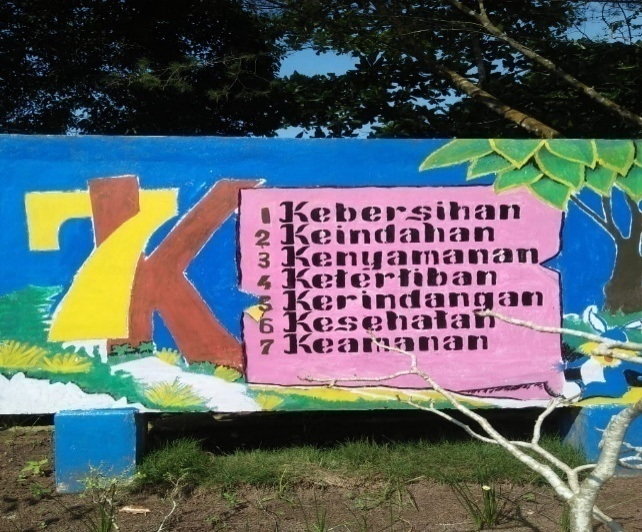 7K
1 Kebersihan
2 Keindahan
3 Kenyamanan
4 Ketertiban
5 Kerindangan
6 Kesehatan
7 Keamanan